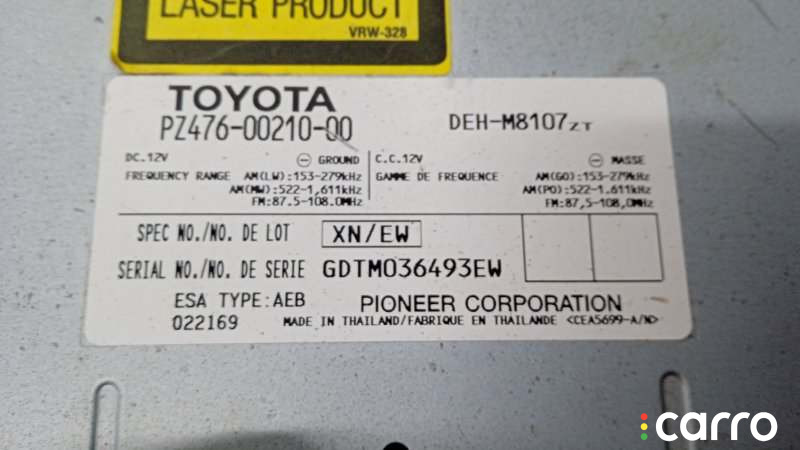 LASER PRODUCT
VRW-328
TOYOTA
PZ476-00210-00
DEH-M8107ZT
DC.12V ⊖ GROUND
FREQUENCY RANGE AM(LW):153-279kHz
AM(MW):522-1,611kHz
FM:87.5-108.0MHz
C.C.12V ⊖ MASSE
GAMME DE FREQUENCE AM(GO):153-279kHz
AM(PO):522-1.611kHz
FM:87,5-108,0MHz
SPEC NO./NO. DE LOT XN/EW
SERIAL NO./NO. DE SERIE GDTM036493EW
ESA TYPE:AEB
022169
PIONEER CORPORATION
MADE IN THAILAND/FABRIQUE EN THAILANDE <CEA5699-A/N>
carro